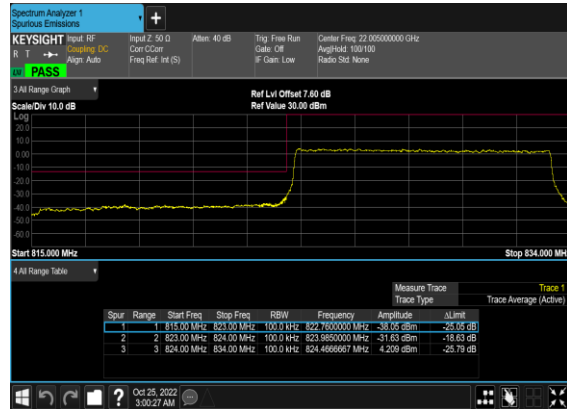 Spectrum Analyzer 1
Spurious Emissions
KEYSIGHT Input: RF Input Z: 50 Ω Atten: 40 dB Trig: Free Run Center Freq: 22.005000000 GHz
R T Coupling: DC Corr CCorr Gate: Off Avg|Hold: 100/100
Align: Auto Freq Ref: Int (S) IF Gain: Low Radio Std: None
PASS
3 All Range Graph
Ref Lvl Offset 7.60 dB
Scale/Div 10.0 dB Ref Value 30.00 dBm
Log
20.0
10.0
0.00
-10.0
-20.0
-30.0
-40.0
-50.0
-60.0
Start 815.000 MHz Stop 834.000 MH
4 All Range Table
Measure Trace Trace 1
Trace Type Trace Average (Active)
Spur Range Start Freq Stop Freq RBW Frequency Amplitude ΔLimit
1 1 815.00 MHz 823.00 MHz 100.0 kHz 822.7600000 MHz -38.05 dBm -25.05 dB
2 2 823.00 MHz 824.00 MHz 100.0 kHz 823.9850000 MHz -31.63 dBm -18.63 dB
3 3 824.00 MHz 834.00 MHz 100.0 kHz 824.4666667 MHz 4.209 dBm -25.79 dB
Oct 25, 2022
3:00:27 AM